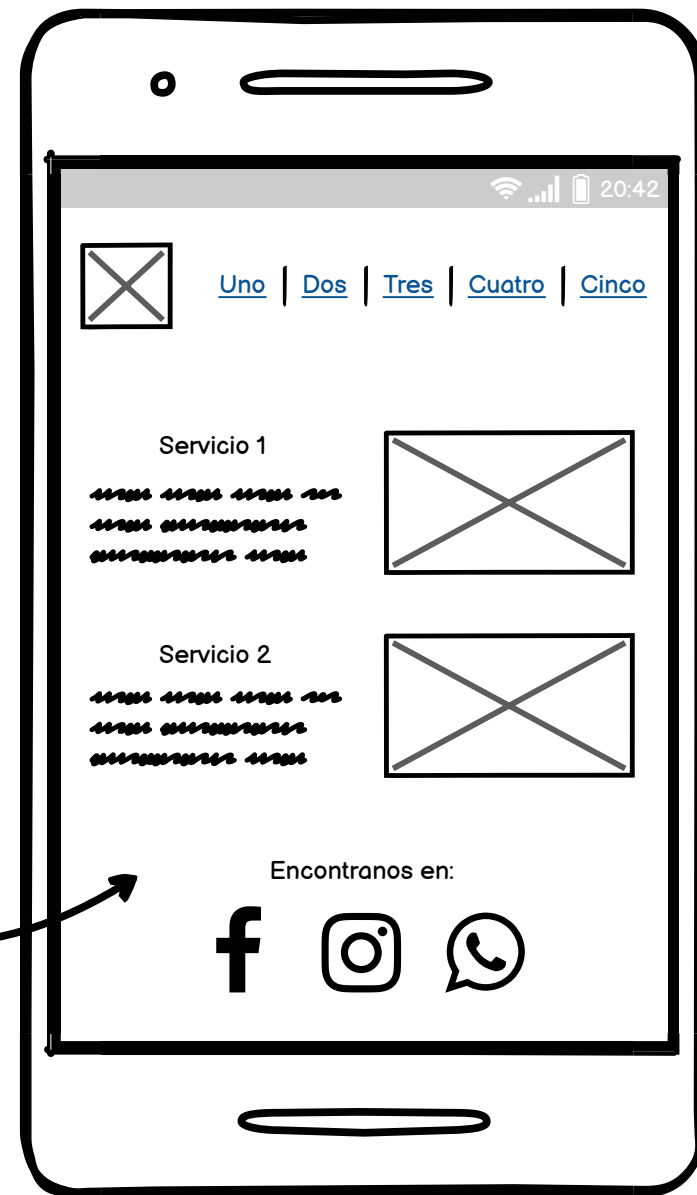 20:42
Uno | Dos | Tres | Cuatro | Cinco
Servicio 1
Servicio 2
Encontranos en: